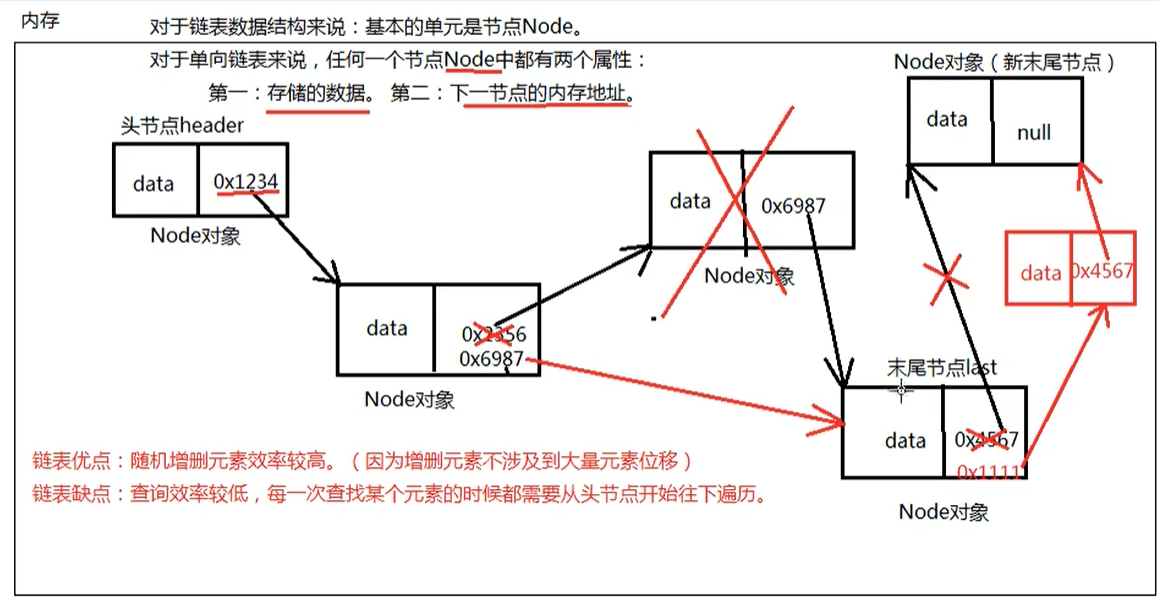 内存
对于链表数据结构来说：基本的单元是节点Node。
对于单向链表来说，任何一个节点Node中都有两个属性：
第一：存储的数据。 第二：下一节点的内存地址。
Node对象（新末尾节点）
data
null
头节点header
data
0x1234
Node对象
data
0x6987
Node对象
data
0x4567
data
0x2356
0x6987
Node对象
末尾节点last
data
0x4567
0x1111
Node对象
链表优点：随机增删元素效率较高。（因为增删元素不涉及到大量元素位移）
链表缺点：查询效率较低，每一次查找某个元素的时候都需要从头节点开始往下遍历。